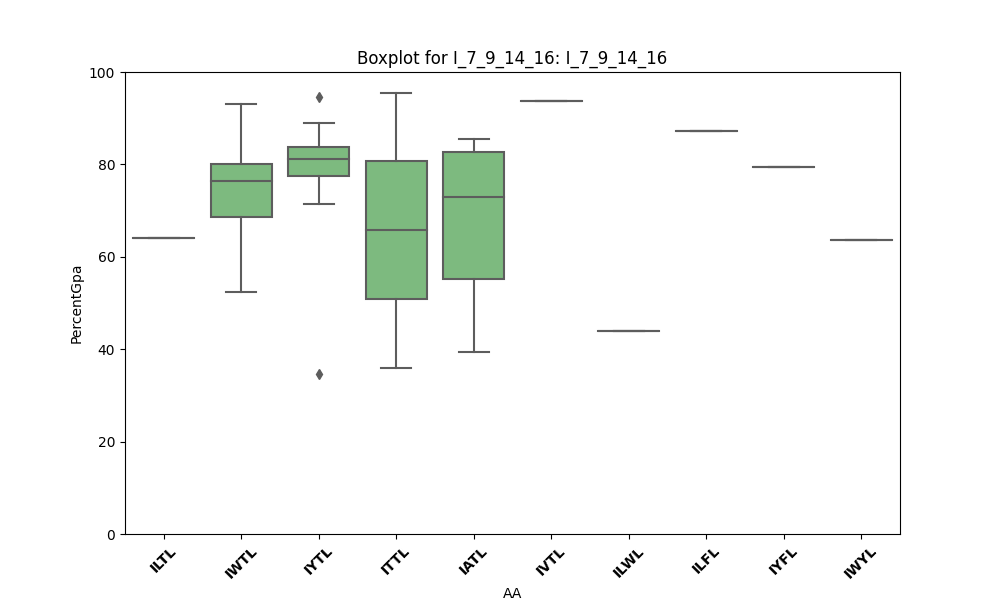 Boxplot for I_7_9_14_16: I_7_9_14_16
PercentGpa
100
80
60
40
20
0
ILTL
IWTL
IYTL
ITTL
IATL
IVTL
ILWL
ILFL
IYFL
IWYL
AA